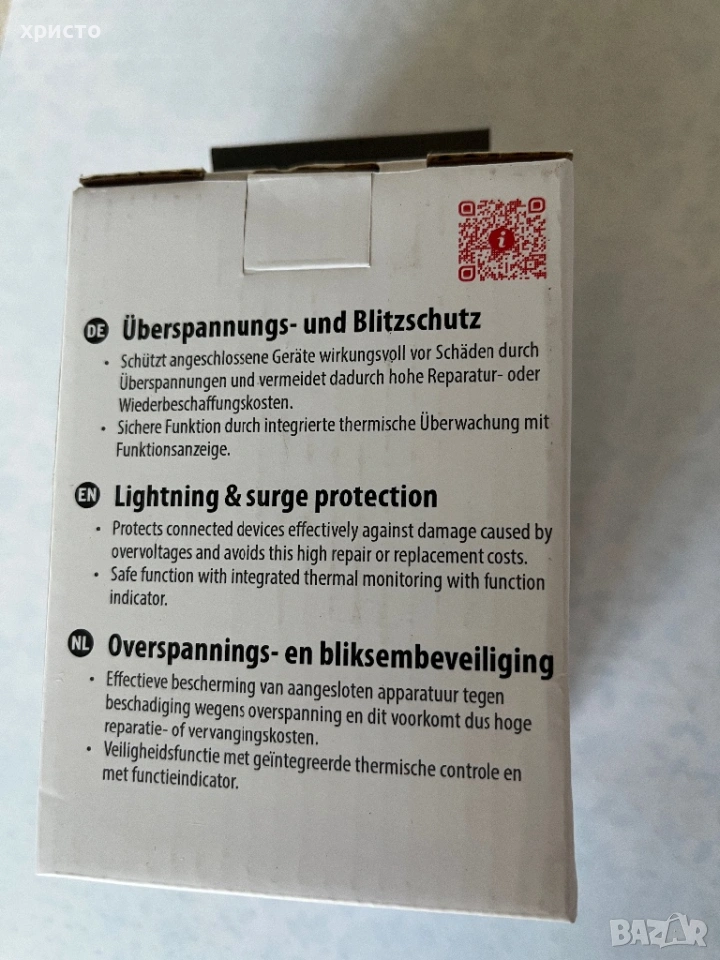 христо
DE Überspannungs- und Blitzschutz
• Schützt angeschlossene Geräte wirkungsvoll vor Schäden durch
Überspannungen und vermeidet dadurch hohe Reparatur- oder
Wiederbeschaffungskosten.
• Sichere Funktion durch integrierte thermische Überwachung mit
Funktionsanzeige.
EN Lightning & surge protection
• Protects connected devices effectively against damage caused by
overvoltages and avoids this high repair or replacement costs.
• Safe function with integrated thermal monitoring with function
indicator.
NL Overspannings- en bliksembeveiliging
• Effectieve bescherming van aangesloten apparatuur tegen
beschadiging wegens overspanning en dit voorkomt dus hoge
reparatie- of vervangingskosten.
• Veiligheidsfunctie met geïntegreerde thermische controle en
met functieindicator.
BAZAR